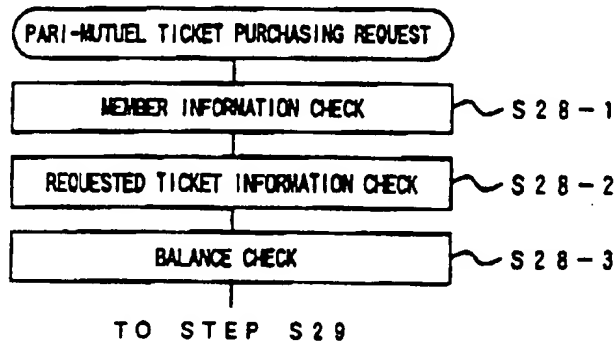 PARI-MUTUEL TICKET PURCHASING REQUEST
MEMBER INFORMATION CHECK S28-1
REQUESTED TICKET INFORMATION CHECK S28-2
BALANCE CHECK S28-3
TO STEP S29